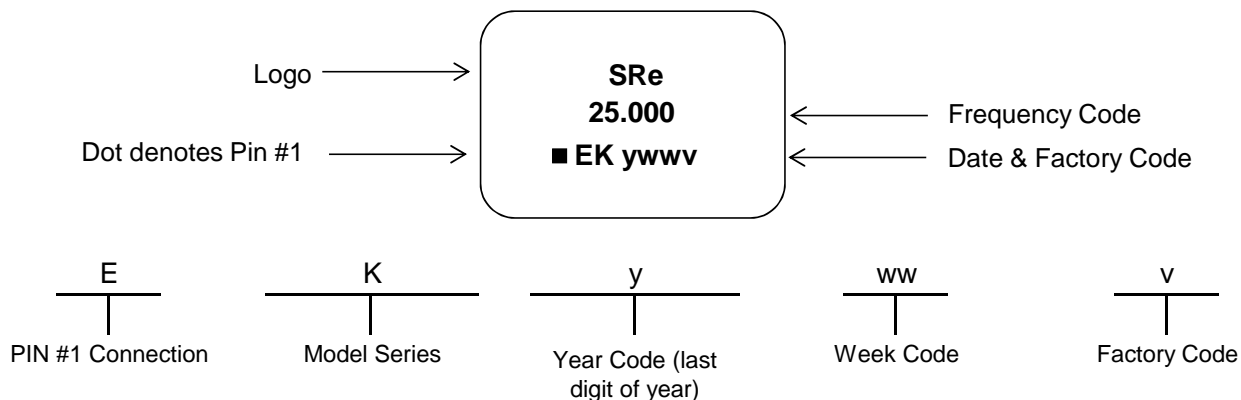 Logo
SRe
25.000
Frequency Code
Dot denotes Pin #1
EK ywwv
Date & Factory Code
E
K
y
ww
v
PIN #1 Connection
Model Series
Year Code (last
digit of year)
Week Code
Factory Code